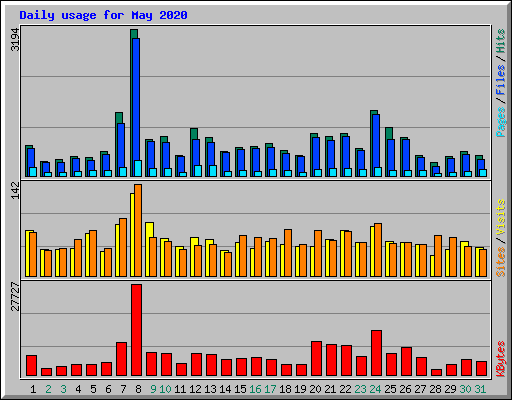 Daily usage for May 2020
3194
Pages/Files/Hits
142
Sites/Visits
27727
KBytes
1 2 3 4 5 6 7 8 9 10 11 12 13 14 15 16 17 18 19 20 21 22 23 24 25 26 27 28 29 30 31